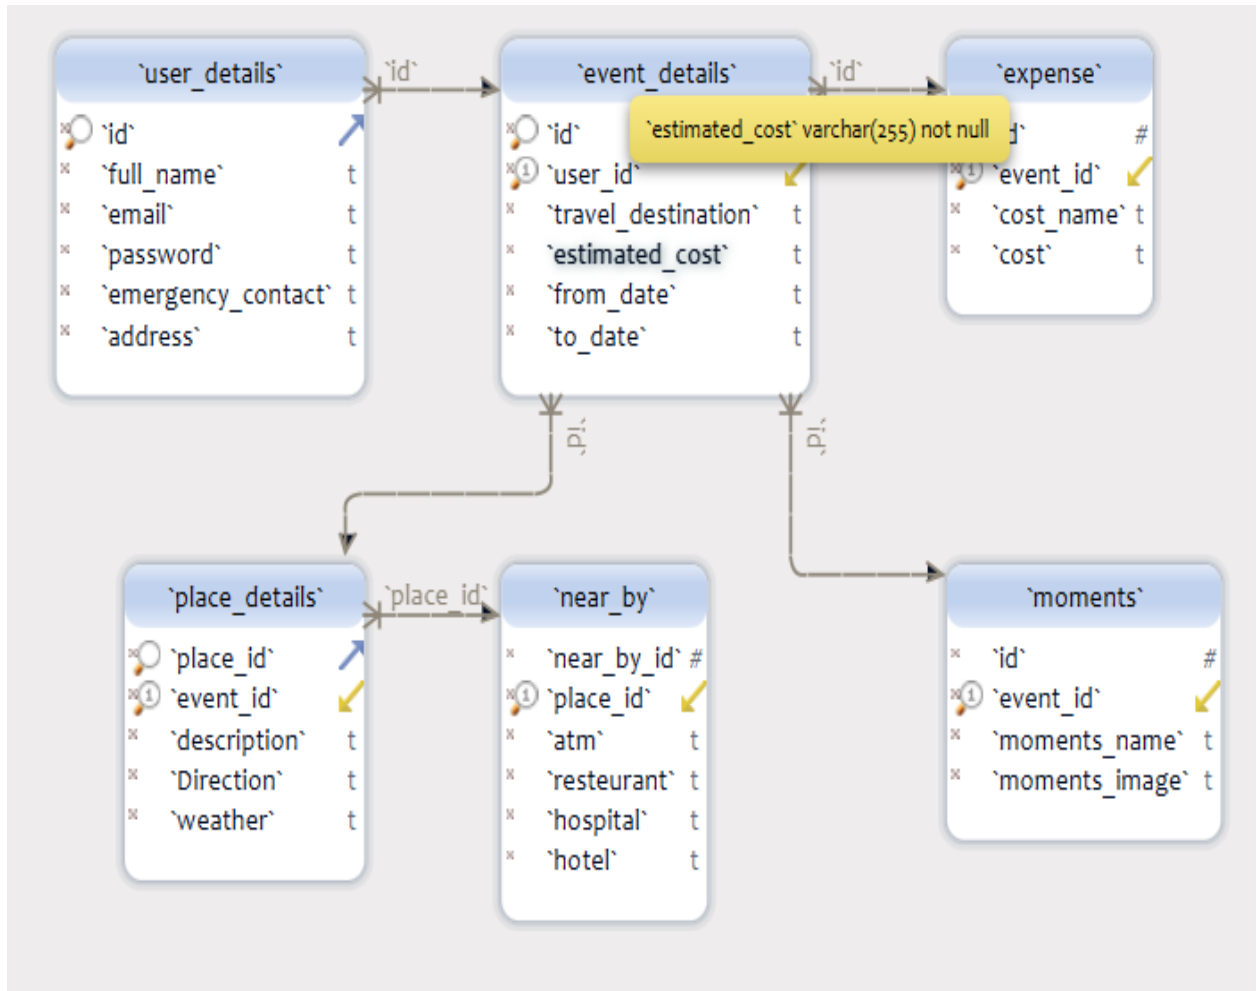 `user_details`
`id`
`id`
`full_name` t
`email` t
`password` t
`emergency_contact` t
`address` t
`event_details`
`id`
`estimated_cost` varchar(255) not null
`id`
`user_id`
`travel_destination` t
`estimated_cost` t
`from_date` t
`to_date` t
`id`
`id`
`expense`
d` #
`event_id`
`cost_name` t
`cost` t
`place_details`
`place_id`
`place_id`
`event_id`
`description` t
`Direction` t
`weather` t
`near_by`
`near_by_id` #
`place_id`
`atm` t
`resteurant` t
`hospital` t
`hotel` t
`moments`
`id` #
`event_id`
`moments_name` t
`moments_image` t